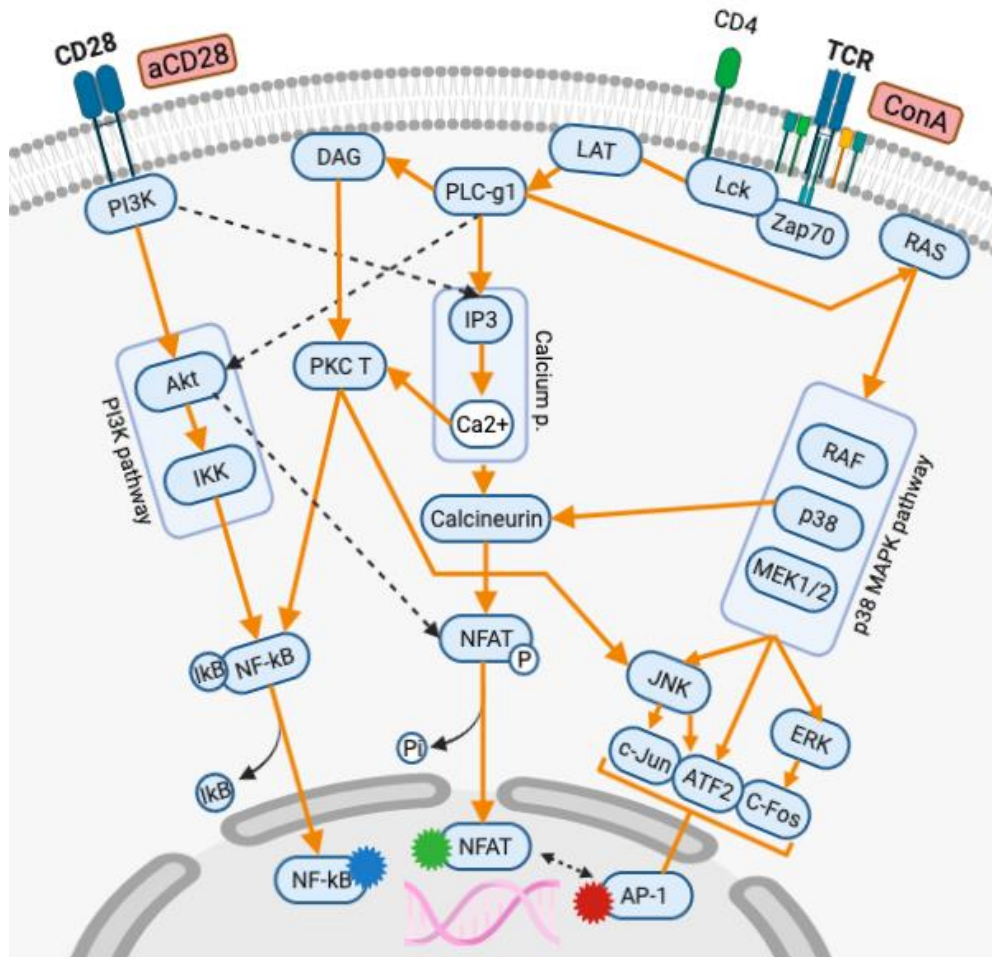 CD28
aCD28
CD4
TCR
ConA
PI3K
DAG
PLC-g1
LAT
Lck
Zap70
RAS
IP3
Ca2+
Calcium p.
Akt
IKK
PI3K pathway
PKC T
RAF
p38
MEK1/2
p38 MAPK pathway
Calcineurin
IkB
NF-kB
NFAT
P
JNK
ERK
c-Jun
ATF2
C-Fos
Pi
IkB
NF-kB
NFAT
AP-1